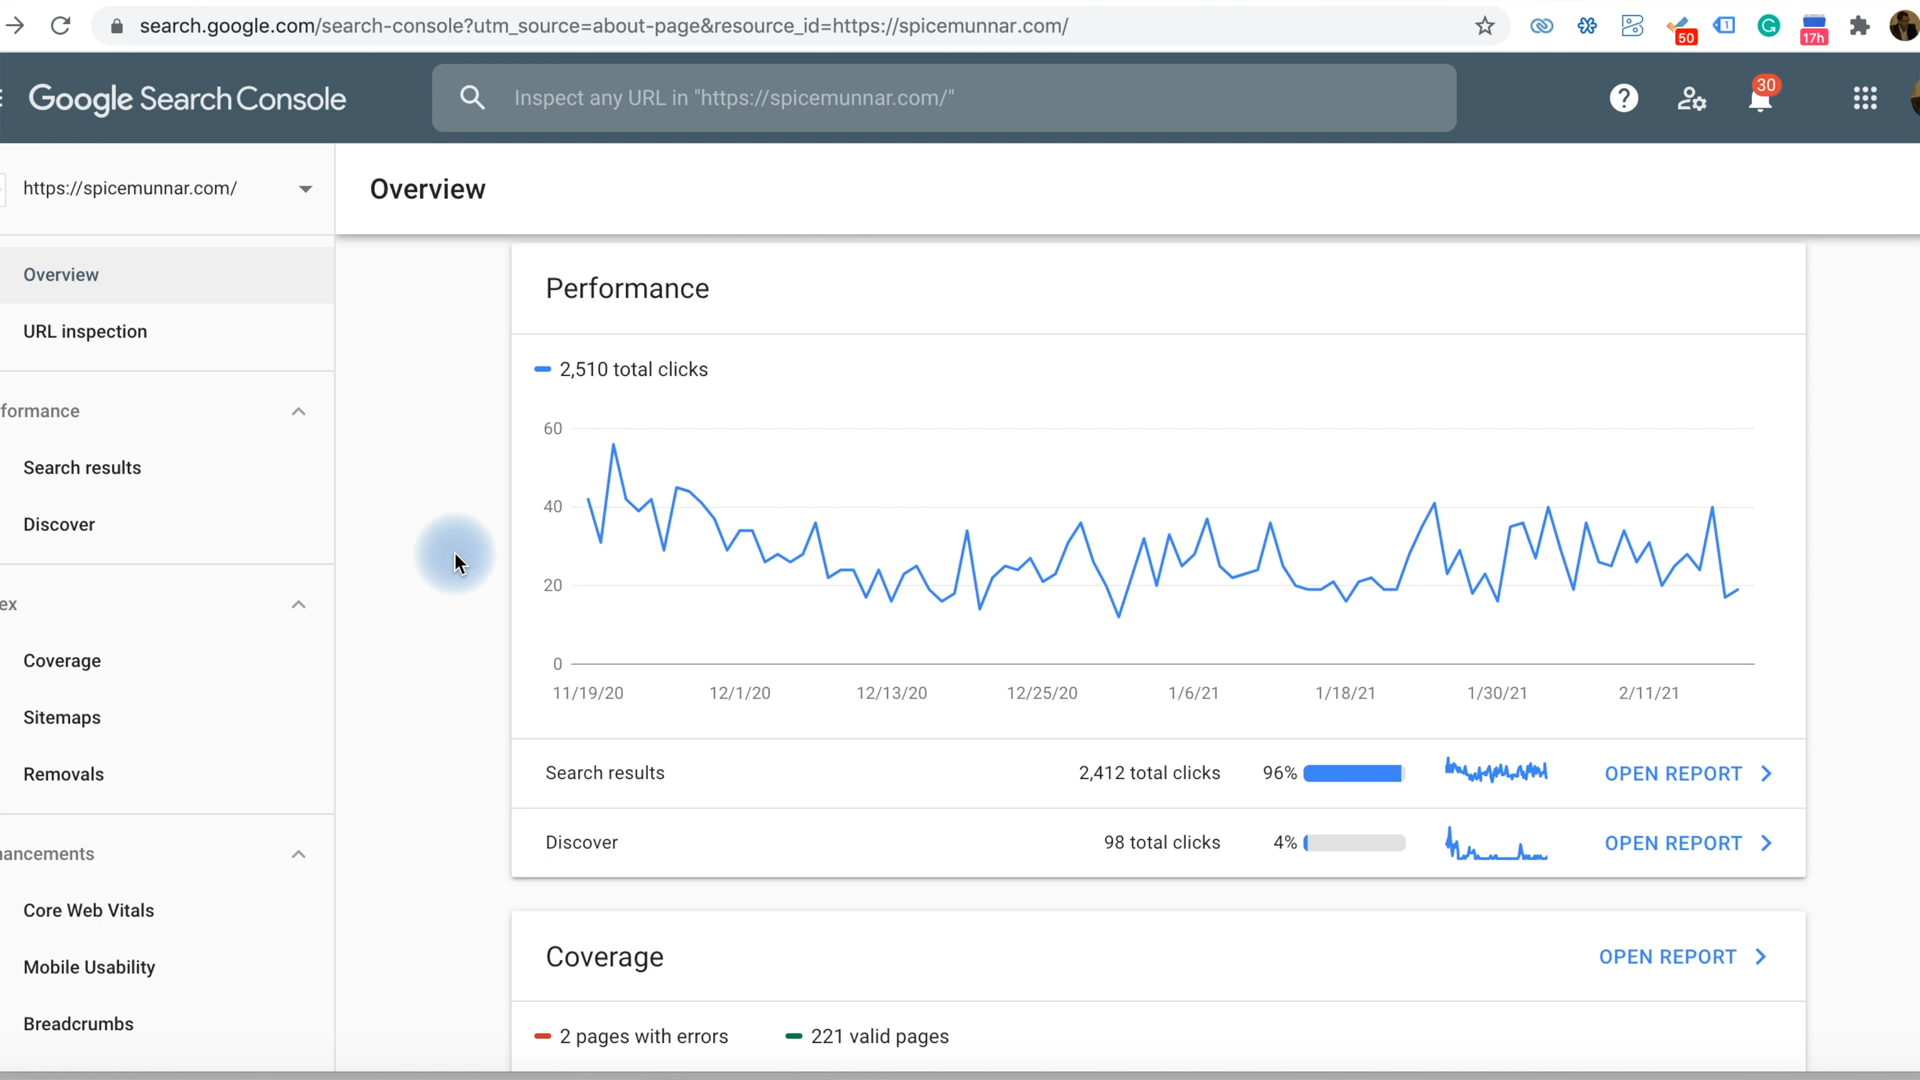 search.google.com/search-console?utm_source=about-page&resource_id=https://spicemunnar.com/
50
1
G
17h
Google Search Console
Inspect any URL in "https://spicemunnar.com/"
?
30
https://spicemunnar.com/
Overview
Overview
URL inspection
formance
Search results
Discover
ex
Coverage
Sitemaps
Removals
ancements
Core Web Vitals
Mobile Usability
Breadcrumbs
Performance
2,510 total clicks
60
40
20
0
11/19/20 12/1/20 12/13/20 12/25/20 1/6/21 1/18/21 1/30/21 2/11/21
Search results 2,412 total clicks 96% OPEN REPORT
Discover 98 total clicks 4% OPEN REPORT
Coverage OPEN REPORT
2 pages with errors 221 valid pages